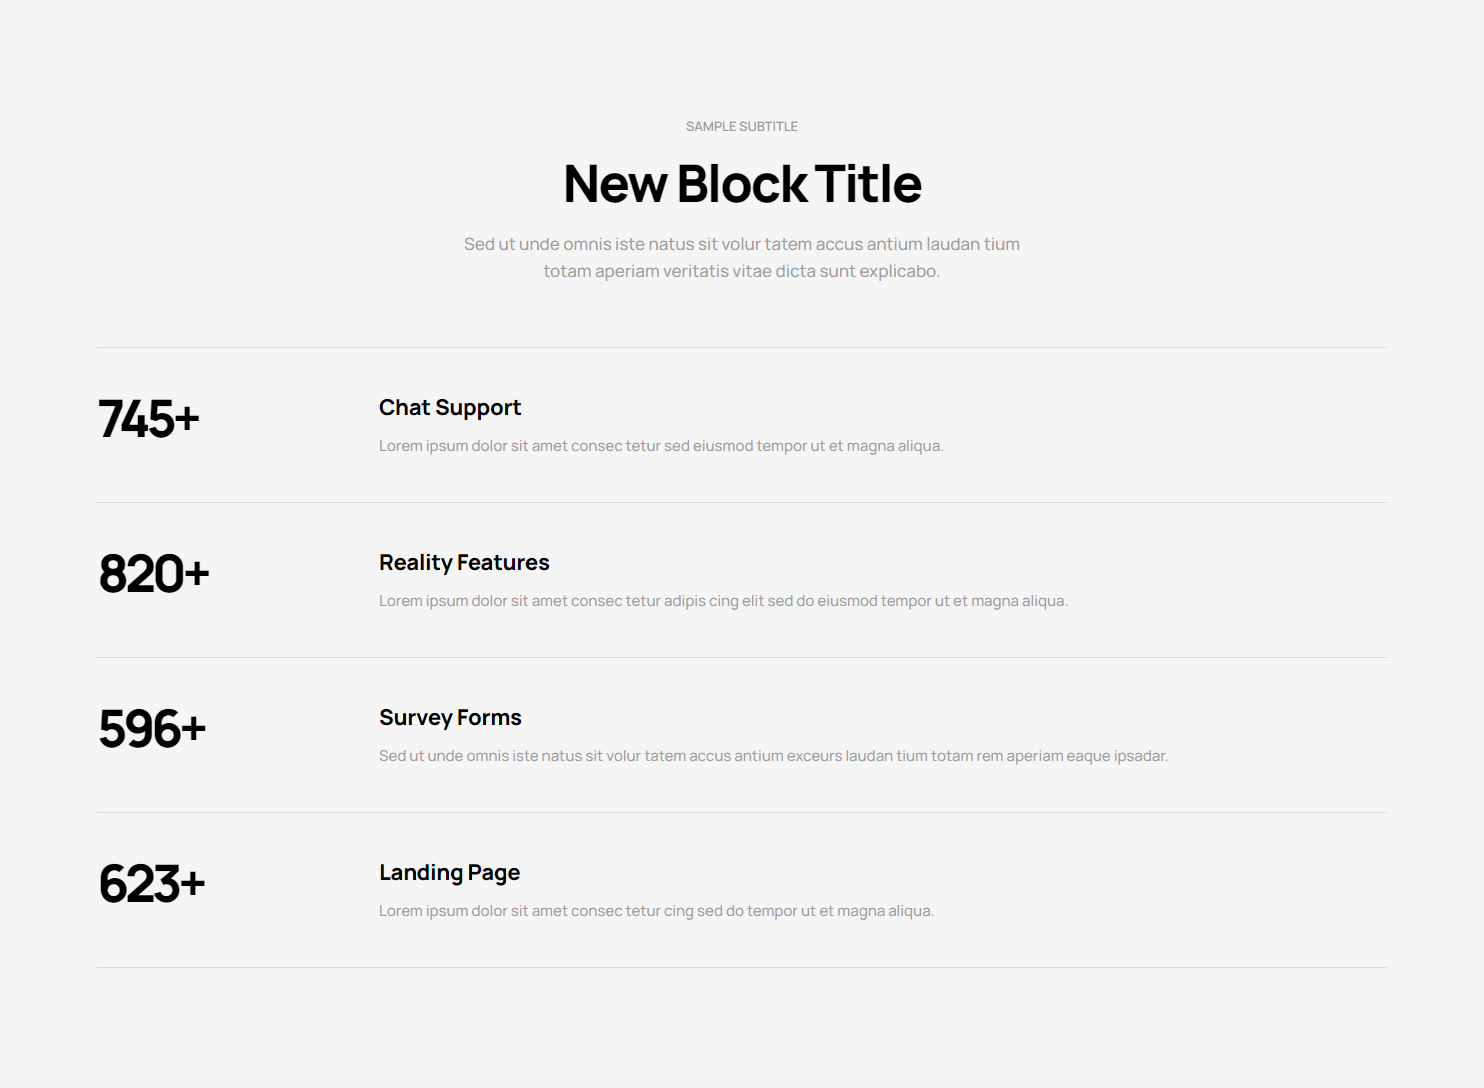 SAMPLE SUBTITLE
New Block Title
Sed ut unde omnis iste natus sit volur tatem accus antium laudan tium
totam aperiam veritatis vitae dicta sunt explicabo.
745+
Chat Support
Lorem ipsum dolor sit amet consec tetur sed eiusmod tempor ut et magna aliqua.
820+
Reality Features
Lorem ipsum dolor sit amet consec tetur adipis cing elit sed do eiusmod tempor ut et magna aliqua.
596+
Survey Forms
Sed ut unde omnis iste natus sit volur tatem accus antium exceurs laudan tium totam rem aperiam eaque ipsadar.
623+
Landing Page
Lorem ipsum dolor sit amet consec tetur cing sed do tempor ut et magna aliqua.